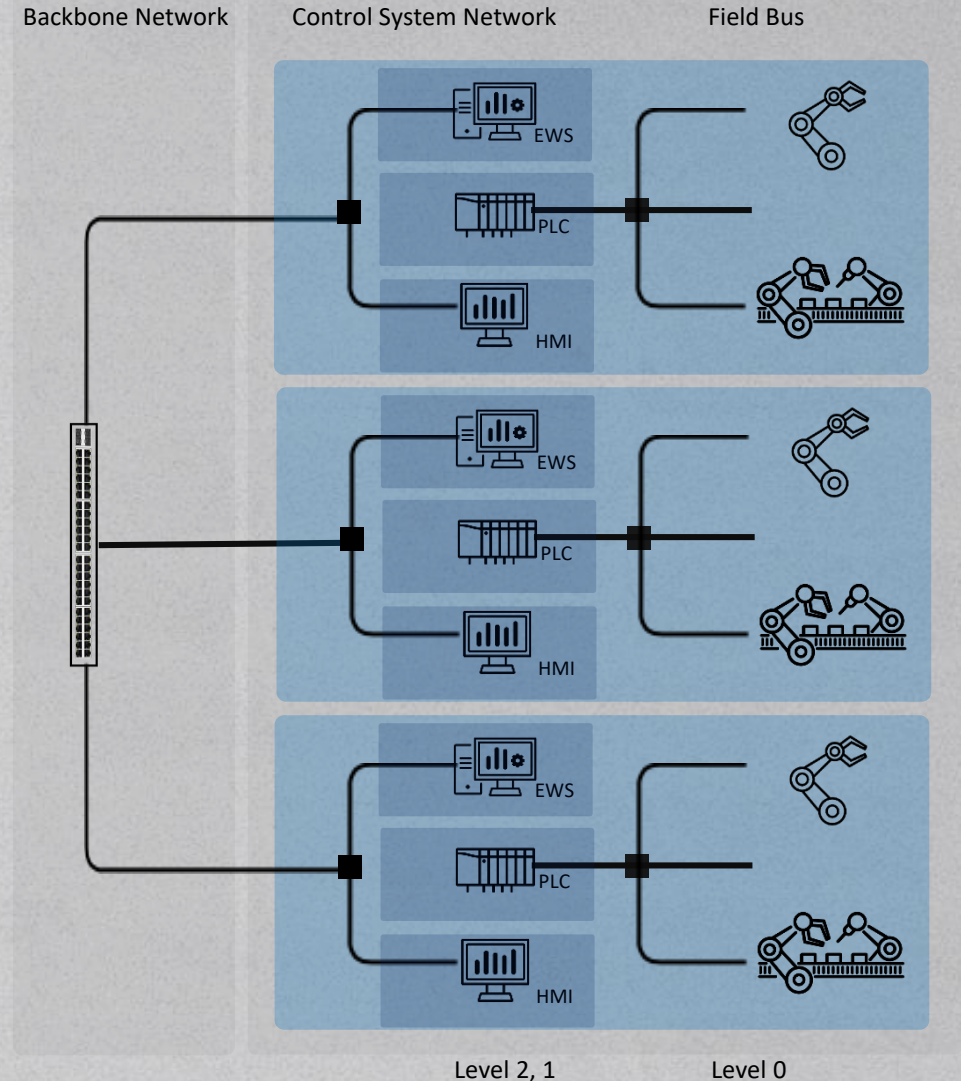 Backbone Network
Control System Network
Field Bus
EWS
PLC
HMI
EWS
PLC
HMI
EWS
PLC
HMI
Level 2, 1
Level 0